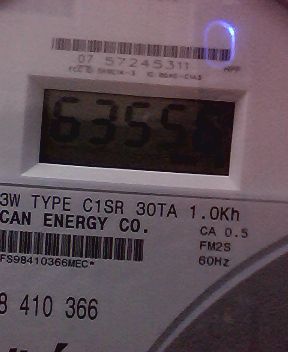 07 57245311
6355
3W TYPE C1SR 30TA 1.0Kh
CAN ENERGY CO.
CA 0.5
FM2S
60Hz
FS98410366MEC*
8 410 366